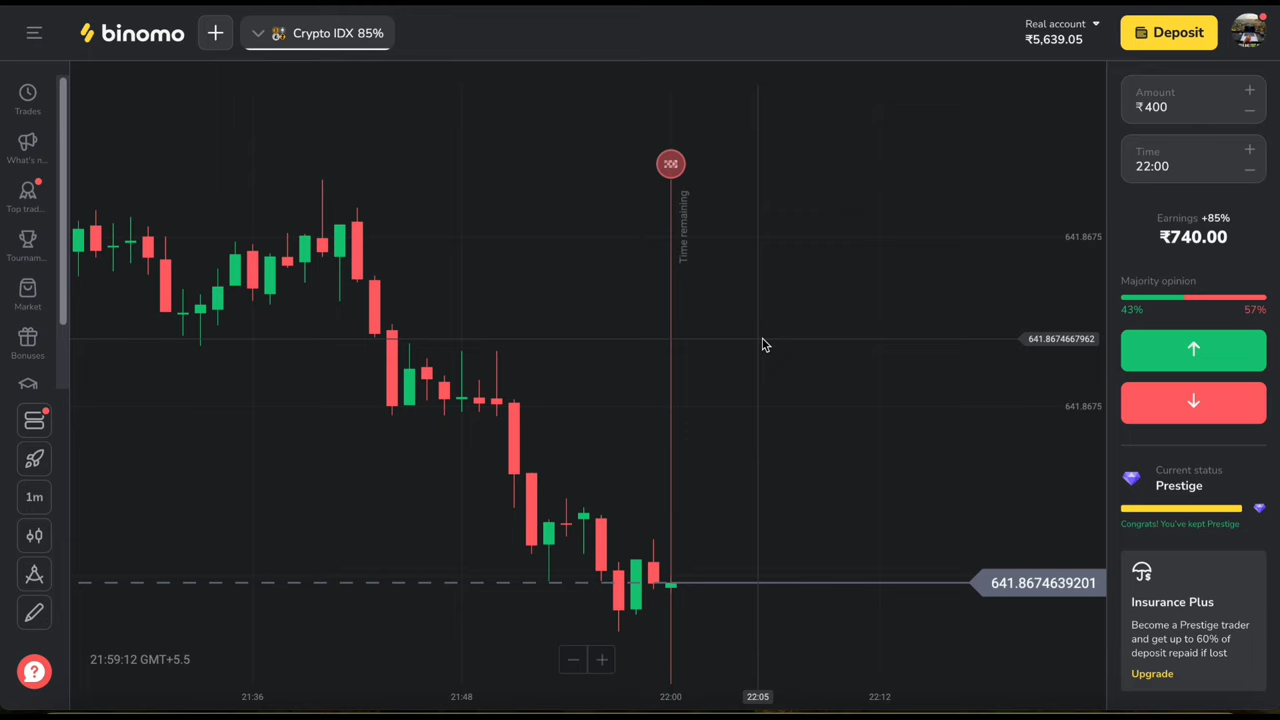 binomo
+
Crypto IDX 85%
Real account
₹5,639.05
Deposit
Trades
What's n...
Top trad...
Tournam...
Market
Bonuses
1m
?
Time remaining
641.8675
641.8674667962
641.8675
641.8674639201
21:59:12 GMT+5.5
− +
21:36
21:48
22:00
22:05
22:12
Amount
₹400
+
−
Time
22:00
+
−
Earnings +85%
₹740.00
Majority opinion
43%
57%
Current status
Prestige
Congrats! You've kept Prestige
Insurance Plus
Become a Prestige trader
and get up to 60% of
deposit repaid if lost
Upgrade